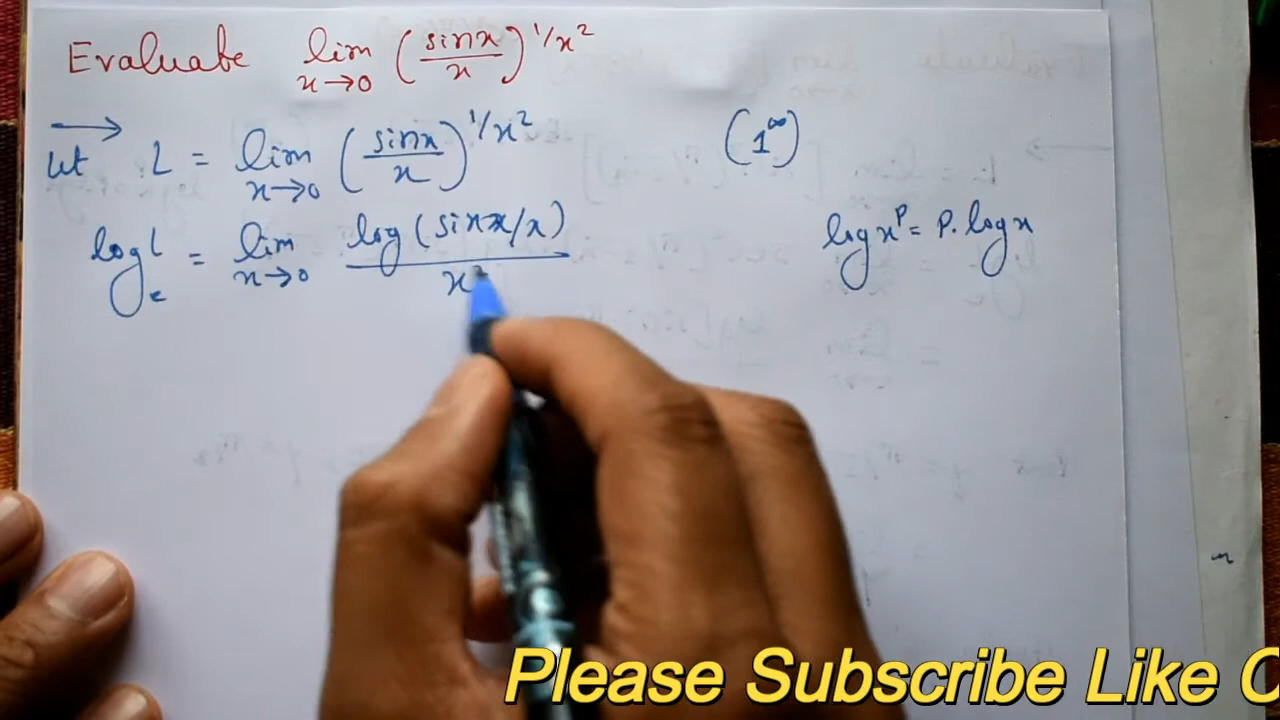 Evaluate lim x→0 (sinx/x)^1/x²
Let L = lim x→0 (sinx/x)^1/x² (1^∞)
log_e L = lim x→0 log(sinx/x)/x² log x^p = p. log x
Please Subscribe Like